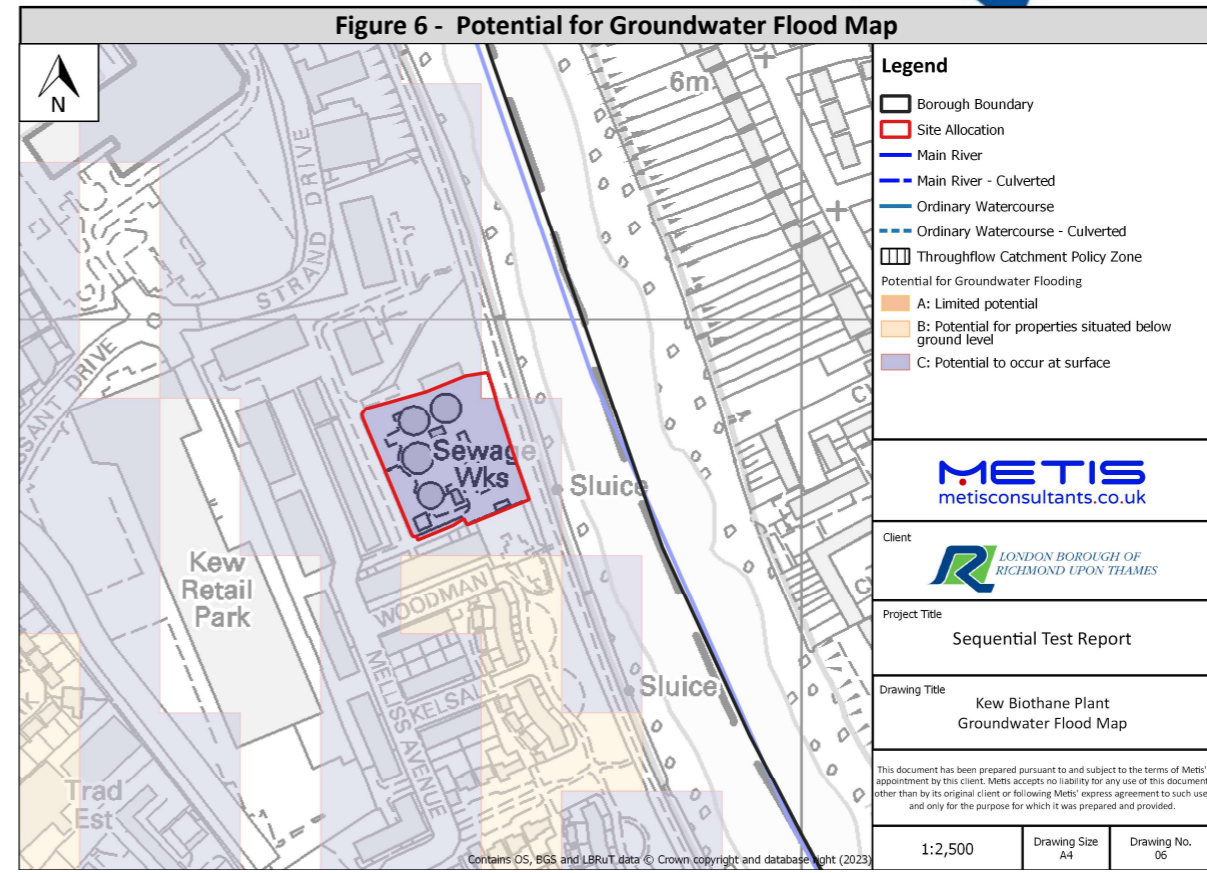 Figure 6 - Potential for Groundwater Flood Map
N
6m
STRAND DRIVE
DRIVE
Sewage
Wks
Sluice
Kew
Retail
Park
WOODMAN
MELLISS AVENUE
KELSA
Sluice
Trad
Est
Contains OS, BGS and LBRuT data © Crown copyright and database right (2023)
Legend
Borough Boundary
Site Allocation
Main River
Main River - Culverted
Ordinary Watercourse
Ordinary Watercourse - Culverted
Throughflow Catchment Policy Zone
Potential for Groundwater Flooding
A: Limited potential
B: Potential for properties situated below
ground level
C: Potential to occur at surface
METIS
metisconsultants.co.uk
Client
LONDON BOROUGH OF
RICHMOND UPON THAMES
Project Title
Sequential Test Report
Drawing Title
Kew Biothane Plant
Groundwater Flood Map
This document has been prepared pursuant to and subject to the terms of Metis'
appointment by this client. Metis accepts no liability for any use of this document
other than by its original client or following Metis' express agreement to such use
and only for the purpose for which it was prepared and provided.
1:2,500
Drawing Size
A4
Drawing No.
06